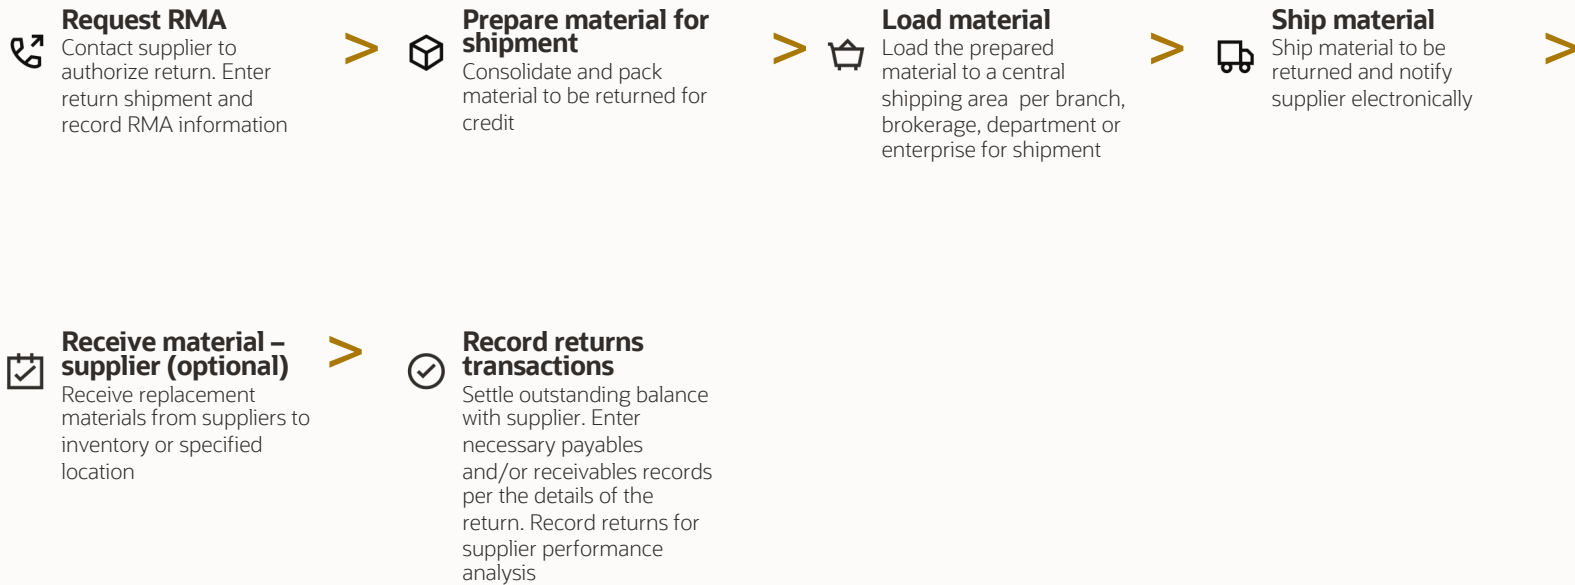 Request RMA
Contact supplier to
authorize return. Enter
return shipment and
record RMA information
>
Prepare material for
shipment
Consolidate and pack
material to be returned for
credit
>
Load material
Load the prepared
material to a central
shipping area  per branch,
brokerage, department or
enterprise for shipment
>
Ship material
Ship material to be
returned and notify
supplier electronically
>
Receive material –
supplier (optional)
Receive replacement
materials from suppliers to
inventory or specified
location
>
Record returns
transactions
Settle outstanding balance
with supplier. Enter
necessary payables
and/or receivables records
per the details of the
return. Record returns for
supplier performance
analysis